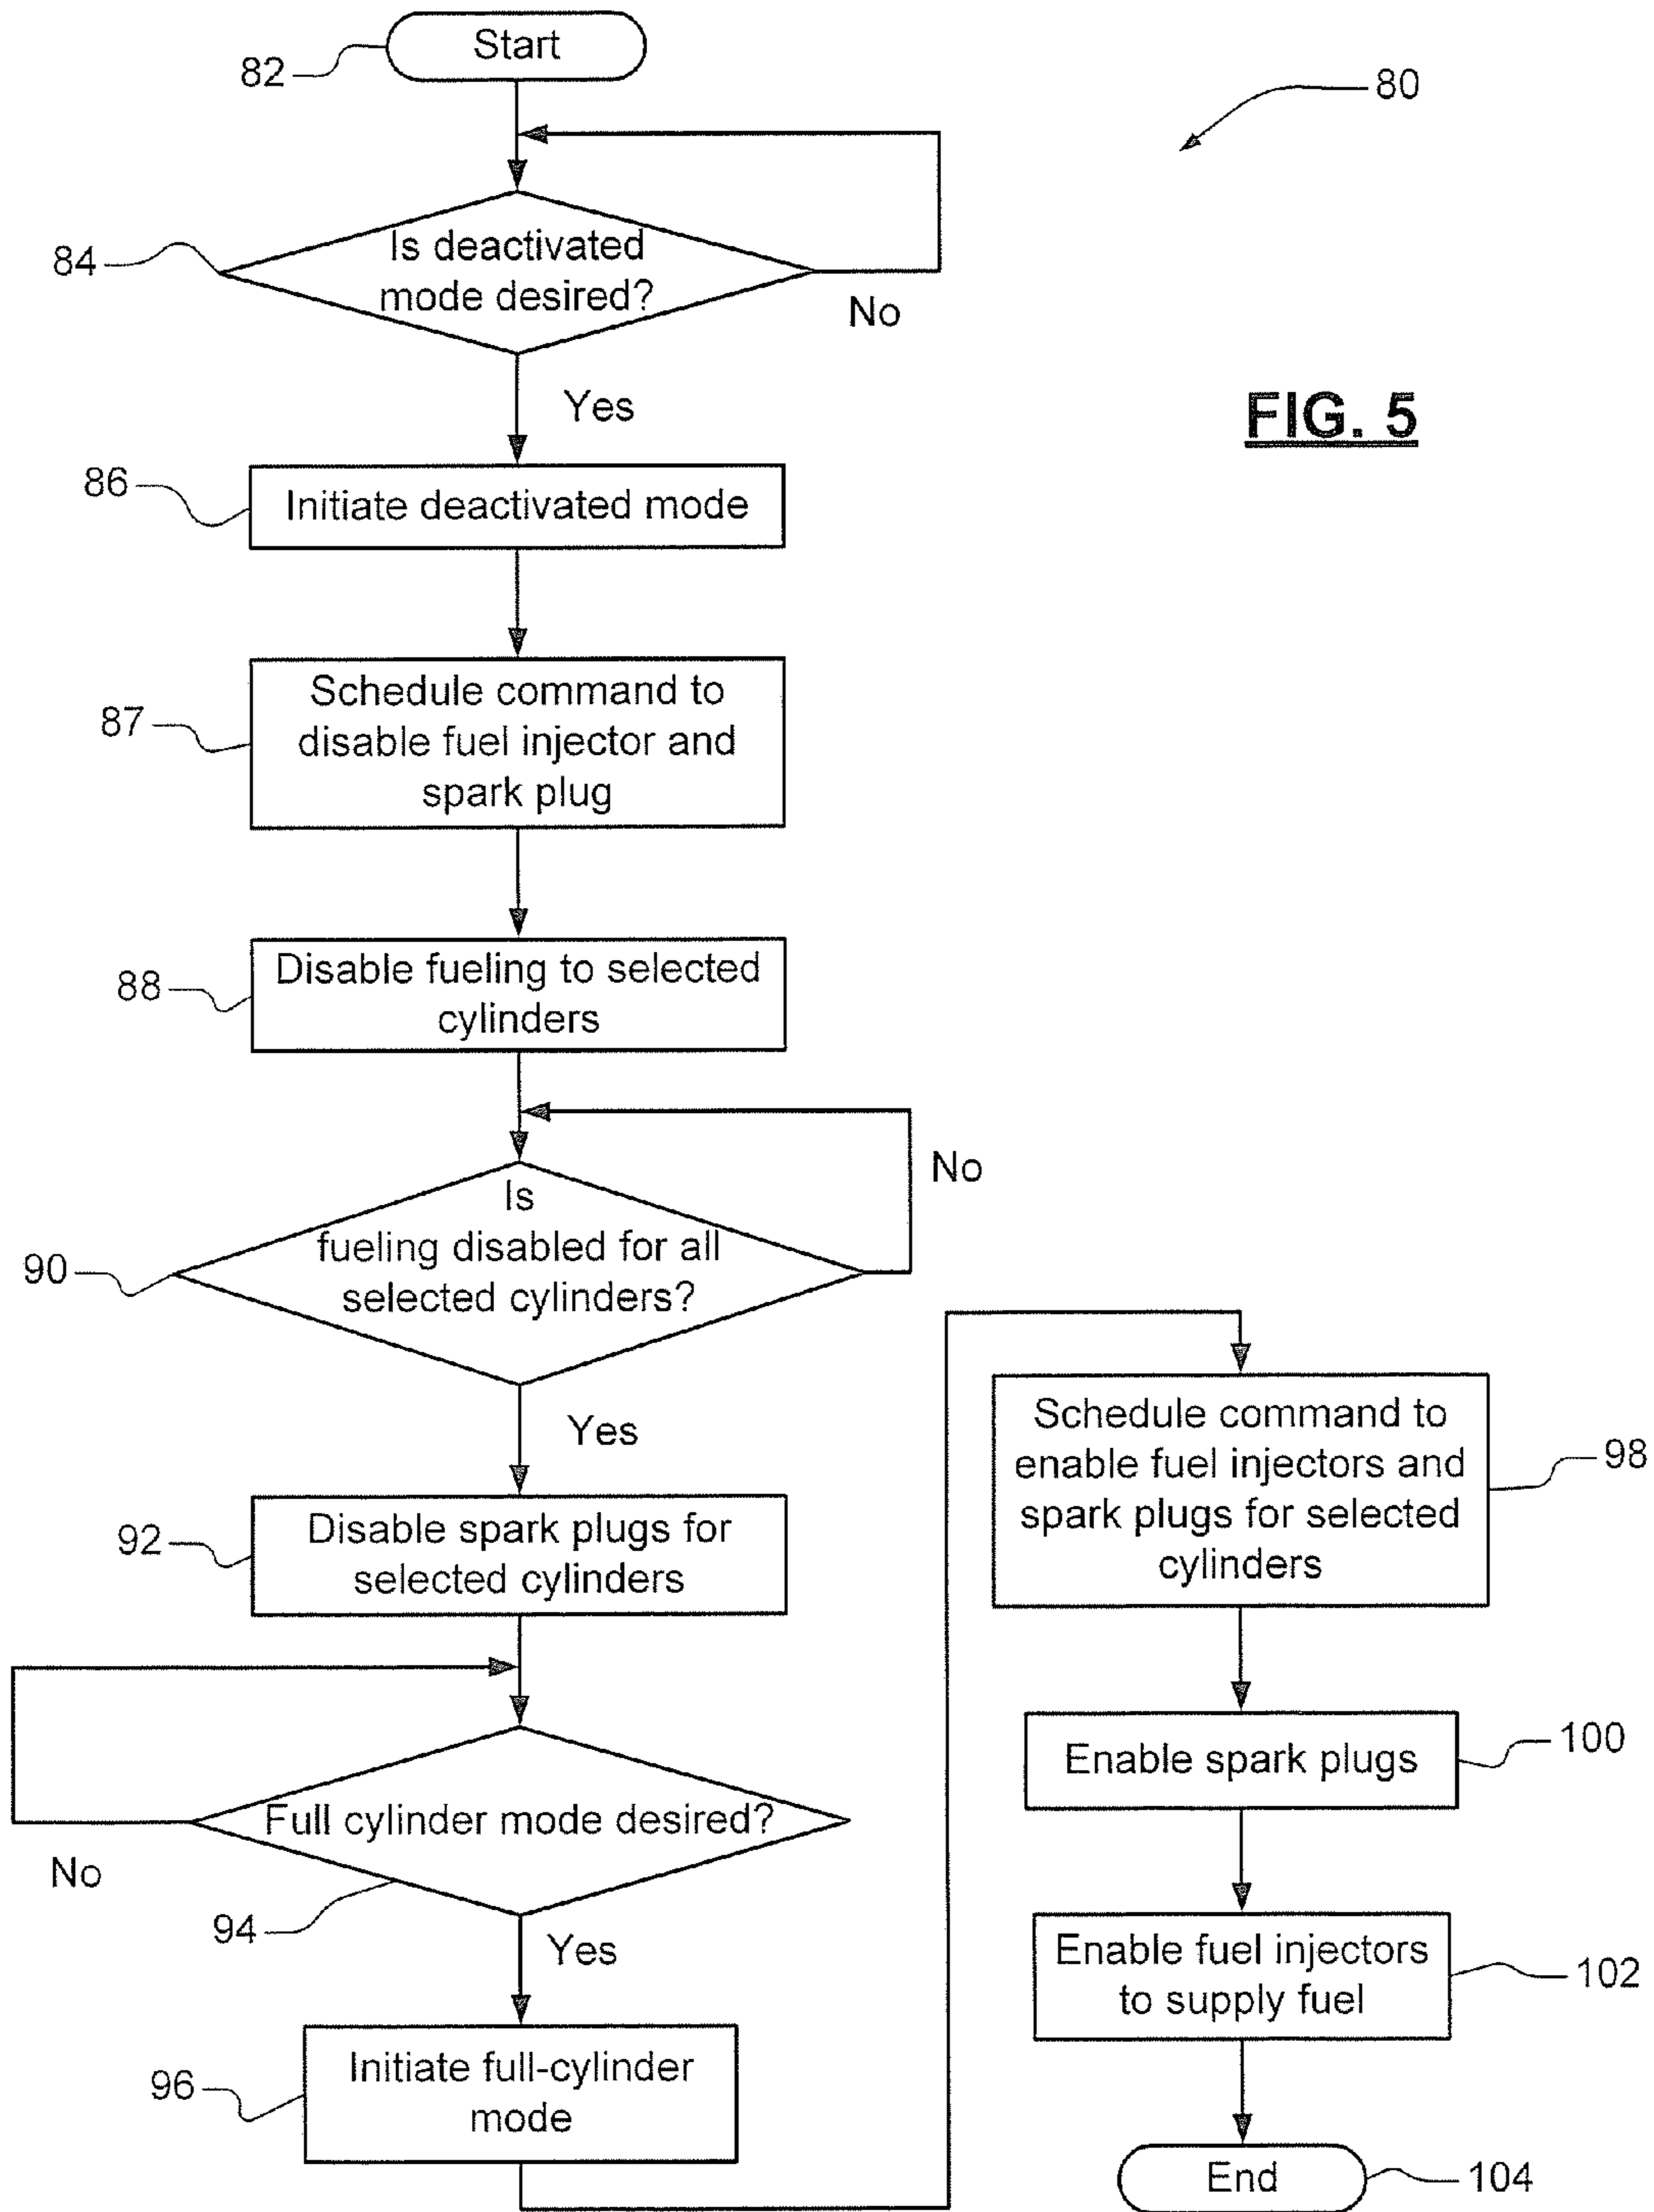 Start
82
80
84
Is deactivated
mode desired?
No
Yes
FIG. 5
86
Initiate deactivated mode
87
Schedule command to
disable fuel injector and
spark plug
88
Disable fueling to selected
cylinders
No
90
Is
fueling disabled for all
selected cylinders?
Yes
92
Disable spark plugs for
selected cylinders
Full cylinder mode desired?
No
94
Yes
96
Initiate full-cylinder
mode
Schedule command to
enable fuel injectors and
spark plugs for selected
cylinders
98
Enable spark plugs
100
Enable fuel injectors
to supply fuel
102
End
104